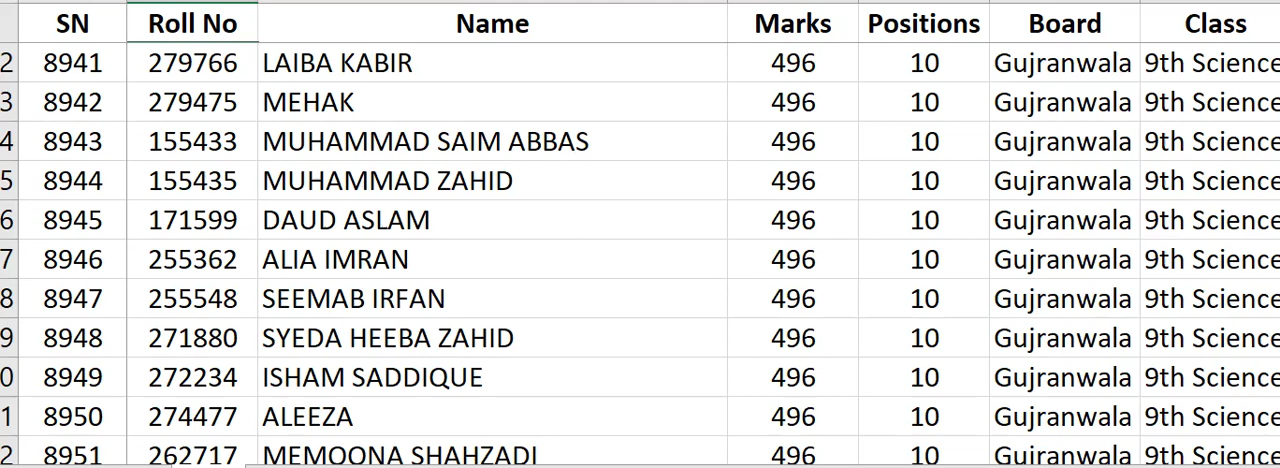 SN Roll No Name Marks Positions Board Class
2 8941 279766 LAIBA KABIR 496 10 Gujranwala 9th Science
3 8942 279475 MEHAK 496 10 Gujranwala 9th Science
4 8943 155433 MUHAMMAD SAIM ABBAS 496 10 Gujranwala 9th Science
5 8944 155435 MUHAMMAD ZAHID 496 10 Gujranwala 9th Science
6 8945 171599 DAUD ASLAM 496 10 Gujranwala 9th Science
7 8946 255362 ALIA IMRAN 496 10 Gujranwala 9th Science
8 8947 255548 SEEMAB IRFAN 496 10 Gujranwala 9th Science
9 8948 271880 SYEDA HEEBA ZAHID 496 10 Gujranwala 9th Science
0 8949 272234 ISHAM SADDIQUE 496 10 Gujranwala 9th Science
1 8950 274477 ALEEZA 496 10 Gujranwala 9th Science
2 8951 262717 MEMOONA SHAHZADI 496 10 Gujranwala 9th Science